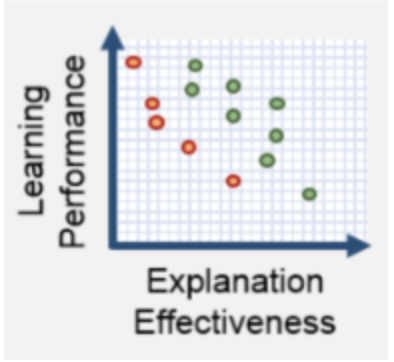 Learning
Performance
Explanation
Effectiveness